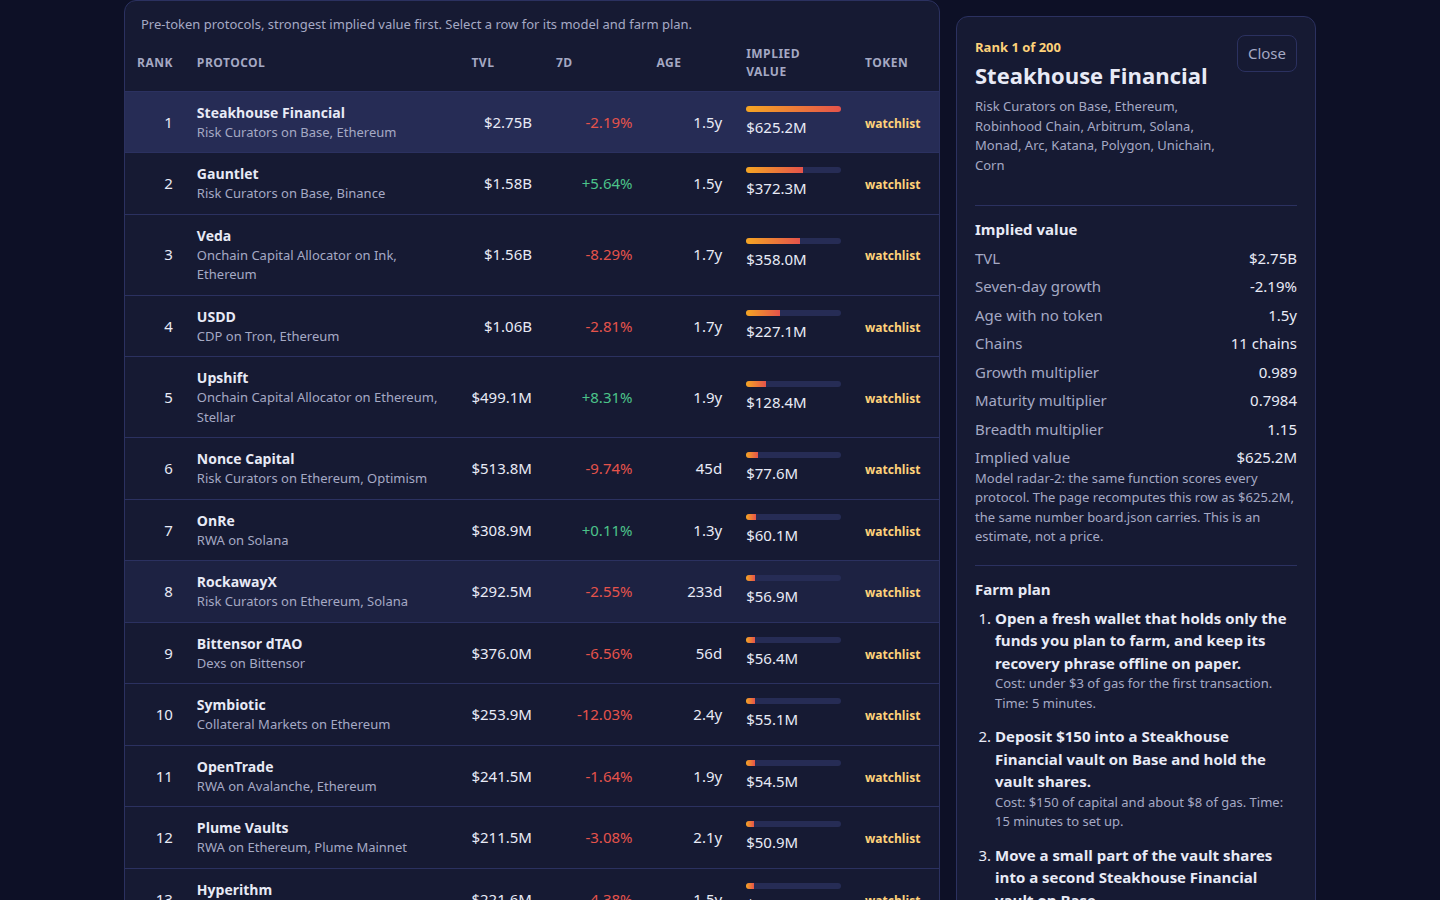 Pre-token protocols, strongest implied value first. Select a row for its model and farm plan.
RANK PROTOCOL TVL 7D AGE IMPLIED VALUE TOKEN
1 Steakhouse Financial $2.75B -2.19% 1.5y $625.2M watchlist
Risk Curators on Base, Ethereum
2 Gauntlet $1.58B +5.64% 1.5y $372.3M watchlist
Risk Curators on Base, Binance
3 Veda $1.56B -8.29% 1.7y $358.0M watchlist
Onchain Capital Allocator on Ink,
Ethereum
4 USDD $1.06B -2.81% 1.7y $227.1M watchlist
CDP on Tron, Ethereum
5 Upshift $499.1M +8.31% 1.9y $128.4M watchlist
Onchain Capital Allocator on Ethereum,
Stellar
6 Nonce Capital $513.8M -9.74% 45d $77.6M watchlist
Risk Curators on Ethereum, Optimism
7 OnRe $308.9M +0.11% 1.3y $60.1M watchlist
RWA on Solana
8 RockawayX $292.5M -2.55% 233d $56.9M watchlist
Risk Curators on Ethereum, Solana
9 Bittensor dTAO $376.0M -6.56% 56d $56.4M watchlist
Dexs on Bittensor
10 Symbiotic $253.9M -12.03% 2.4y $55.1M watchlist
Collateral Markets on Ethereum
11 OpenTrade $241.5M -1.64% 1.9y $54.5M watchlist
RWA on Avalanche, Ethereum
12 Plume Vaults $211.5M -3.08% 2.1y $50.9M watchlist
RWA on Ethereum, Plume Mainnet
Hyperithm
Rank 1 of 200
Close
Steakhouse Financial
Risk Curators on Base, Ethereum,
Robinhood Chain, Arbitrum, Solana,
Monad, Arc, Katana, Polygon, Unichain,
Corn
Implied value
TVL $2.75B
Seven-day growth -2.19%
Age with no token 1.5y
Chains 11 chains
Growth multiplier 0.989
Maturity multiplier 0.7984
Breadth multiplier 1.15
Implied value $625.2M
Model radar-2: the same function scores every
protocol. The page recomputes this row as $625.2M,
the same number board.json carries. This is an
estimate, not a price.
Farm plan
1. Open a fresh wallet that holds only the
funds you plan to farm, and keep its
recovery phrase offline on paper.
Cost: under $3 of gas for the first transaction.
Time: 5 minutes.
2. Deposit $150 into a Steakhouse
Financial vault on Base and hold the
vault shares.
Cost: $150 of capital and about $8 of gas. Time:
15 minutes to set up.
3. Move a small part of the vault shares
into a second Steakhouse Financial
vault on Base.